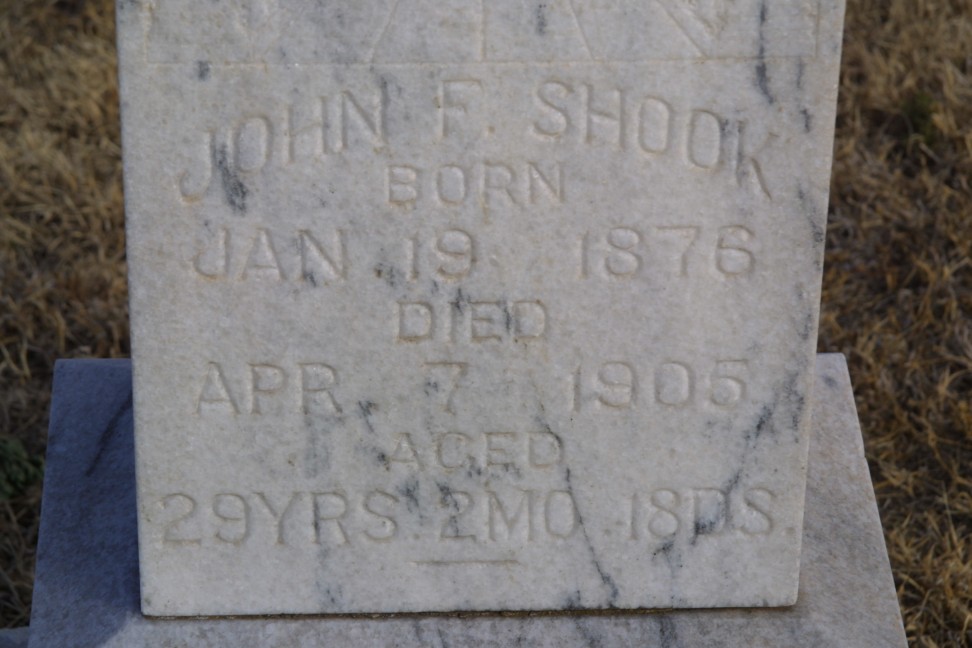 JOHN F. SHOOK
BORN
JAN 19 1876
DIED
APR 7 1905
AGED
29YRS. 2MO. 18DS.